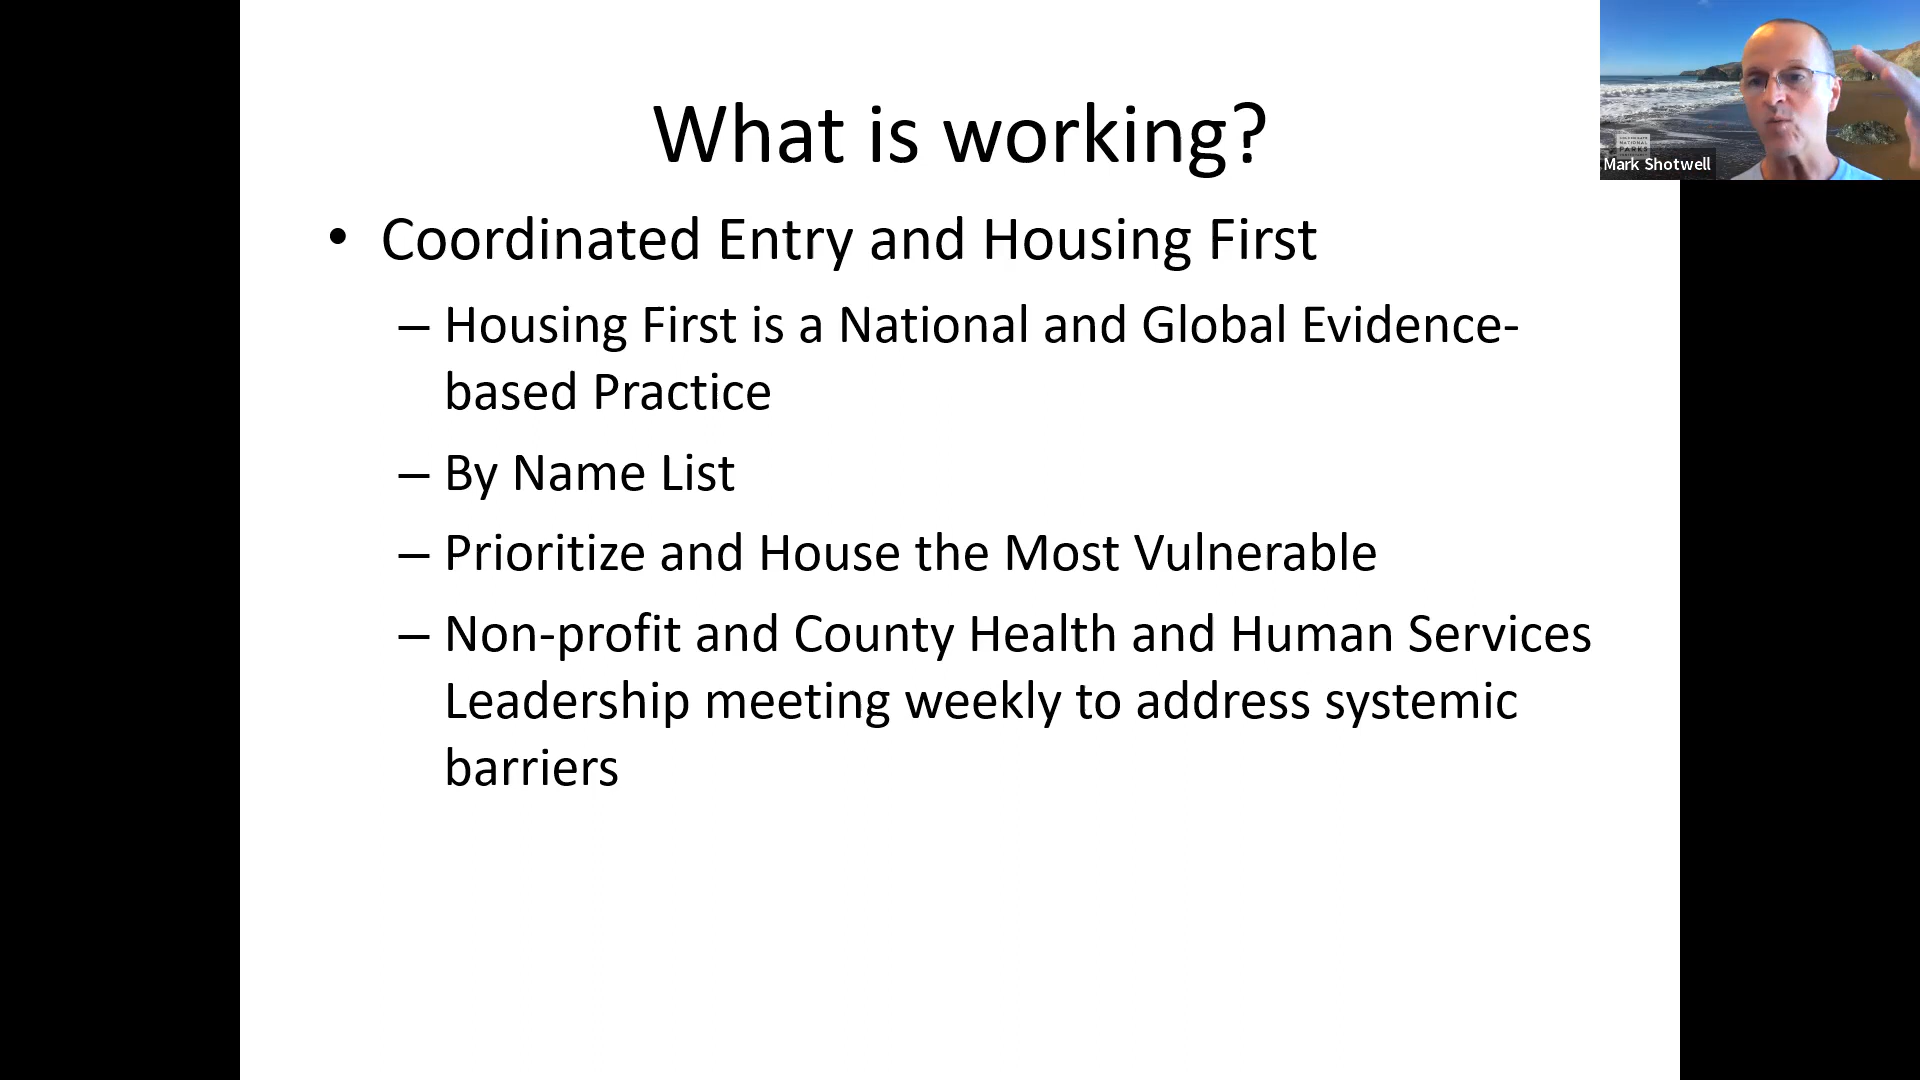 What is working?
• Coordinated Entry and Housing First
– Housing First is a National and Global Evidence-
based Practice
– By Name List
– Prioritize and House the Most Vulnerable
– Non-profit and County Health and Human Services
Leadership meeting weekly to address systemic
barriers
NATIONAL
PARKS
Mark Shotwell